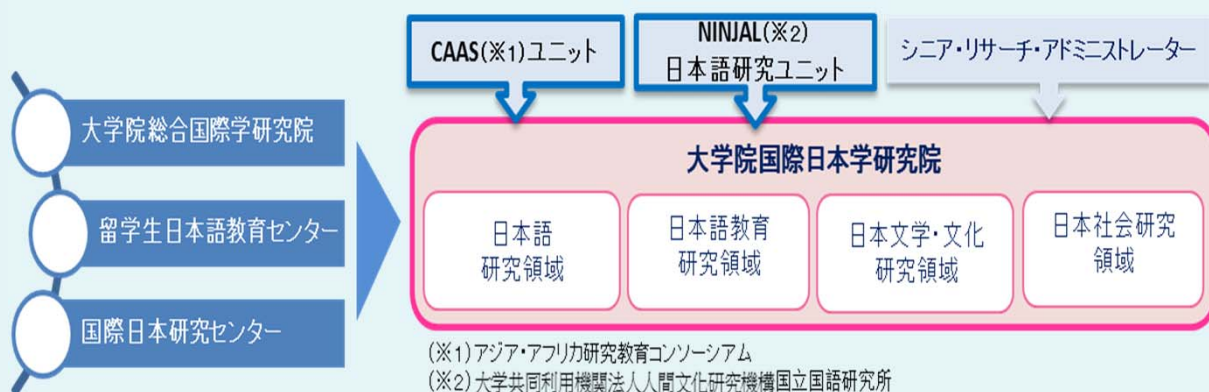 CAAS(※1)ユニット
NINJAL(※2)
日本語研究ユニット
シニア・リサーチ・アドミニストレーター
大学院総合国際学研究院
留学生日本語教育センター
国際日本研究センター
大学院国際日本学研究院
日本語
研究領域
日本語教育
研究領域
日本文学・文化
研究領域
日本社会研究
領域
(※1)アジア・アフリカ研究教育コンソーシアム
(※2)大学共同利用機関法人人間文化研究機構国立国語研究所